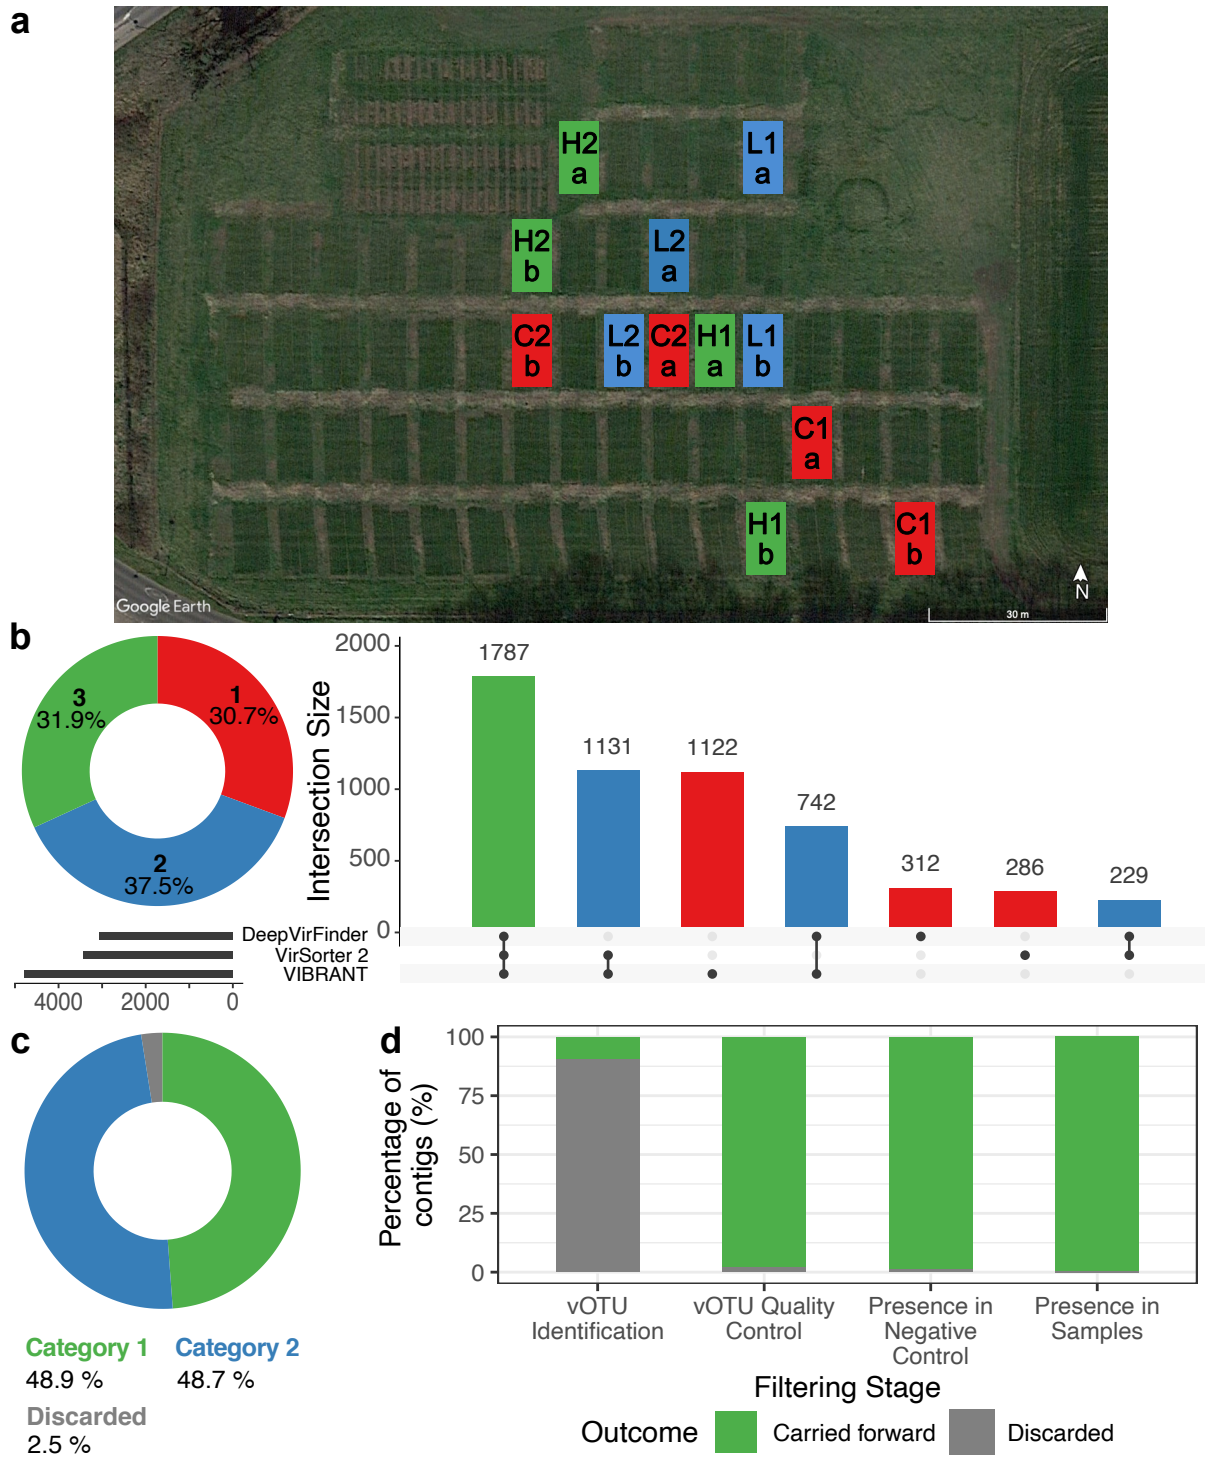 a
H2
a
L1
a
H2
b
L2
a
C2
b
L2
b
C2
a
H1
a
L1
b
C1
a
H1
b
C1
b
Google Earth
N
30 m
b
3
31.9%
1
30.7%
2
37.5%
Intersection Size
2000
1500
1000
500
0
1787
1131
1122
742
312
286
229
DeepVirFinder
VirSorter 2
VIBRANT
4000 2000 0
c
Category 1
48.9 %
Category 2
48.7 %
Discarded
2.5 %
d
Percentage of
contigs (%)
100
75
50
25
0
vOTU
Identification
vOTU Quality
Control
Presence in
Negative
Control
Presence in
Samples
Filtering Stage
Outcome Carried forward Discarded